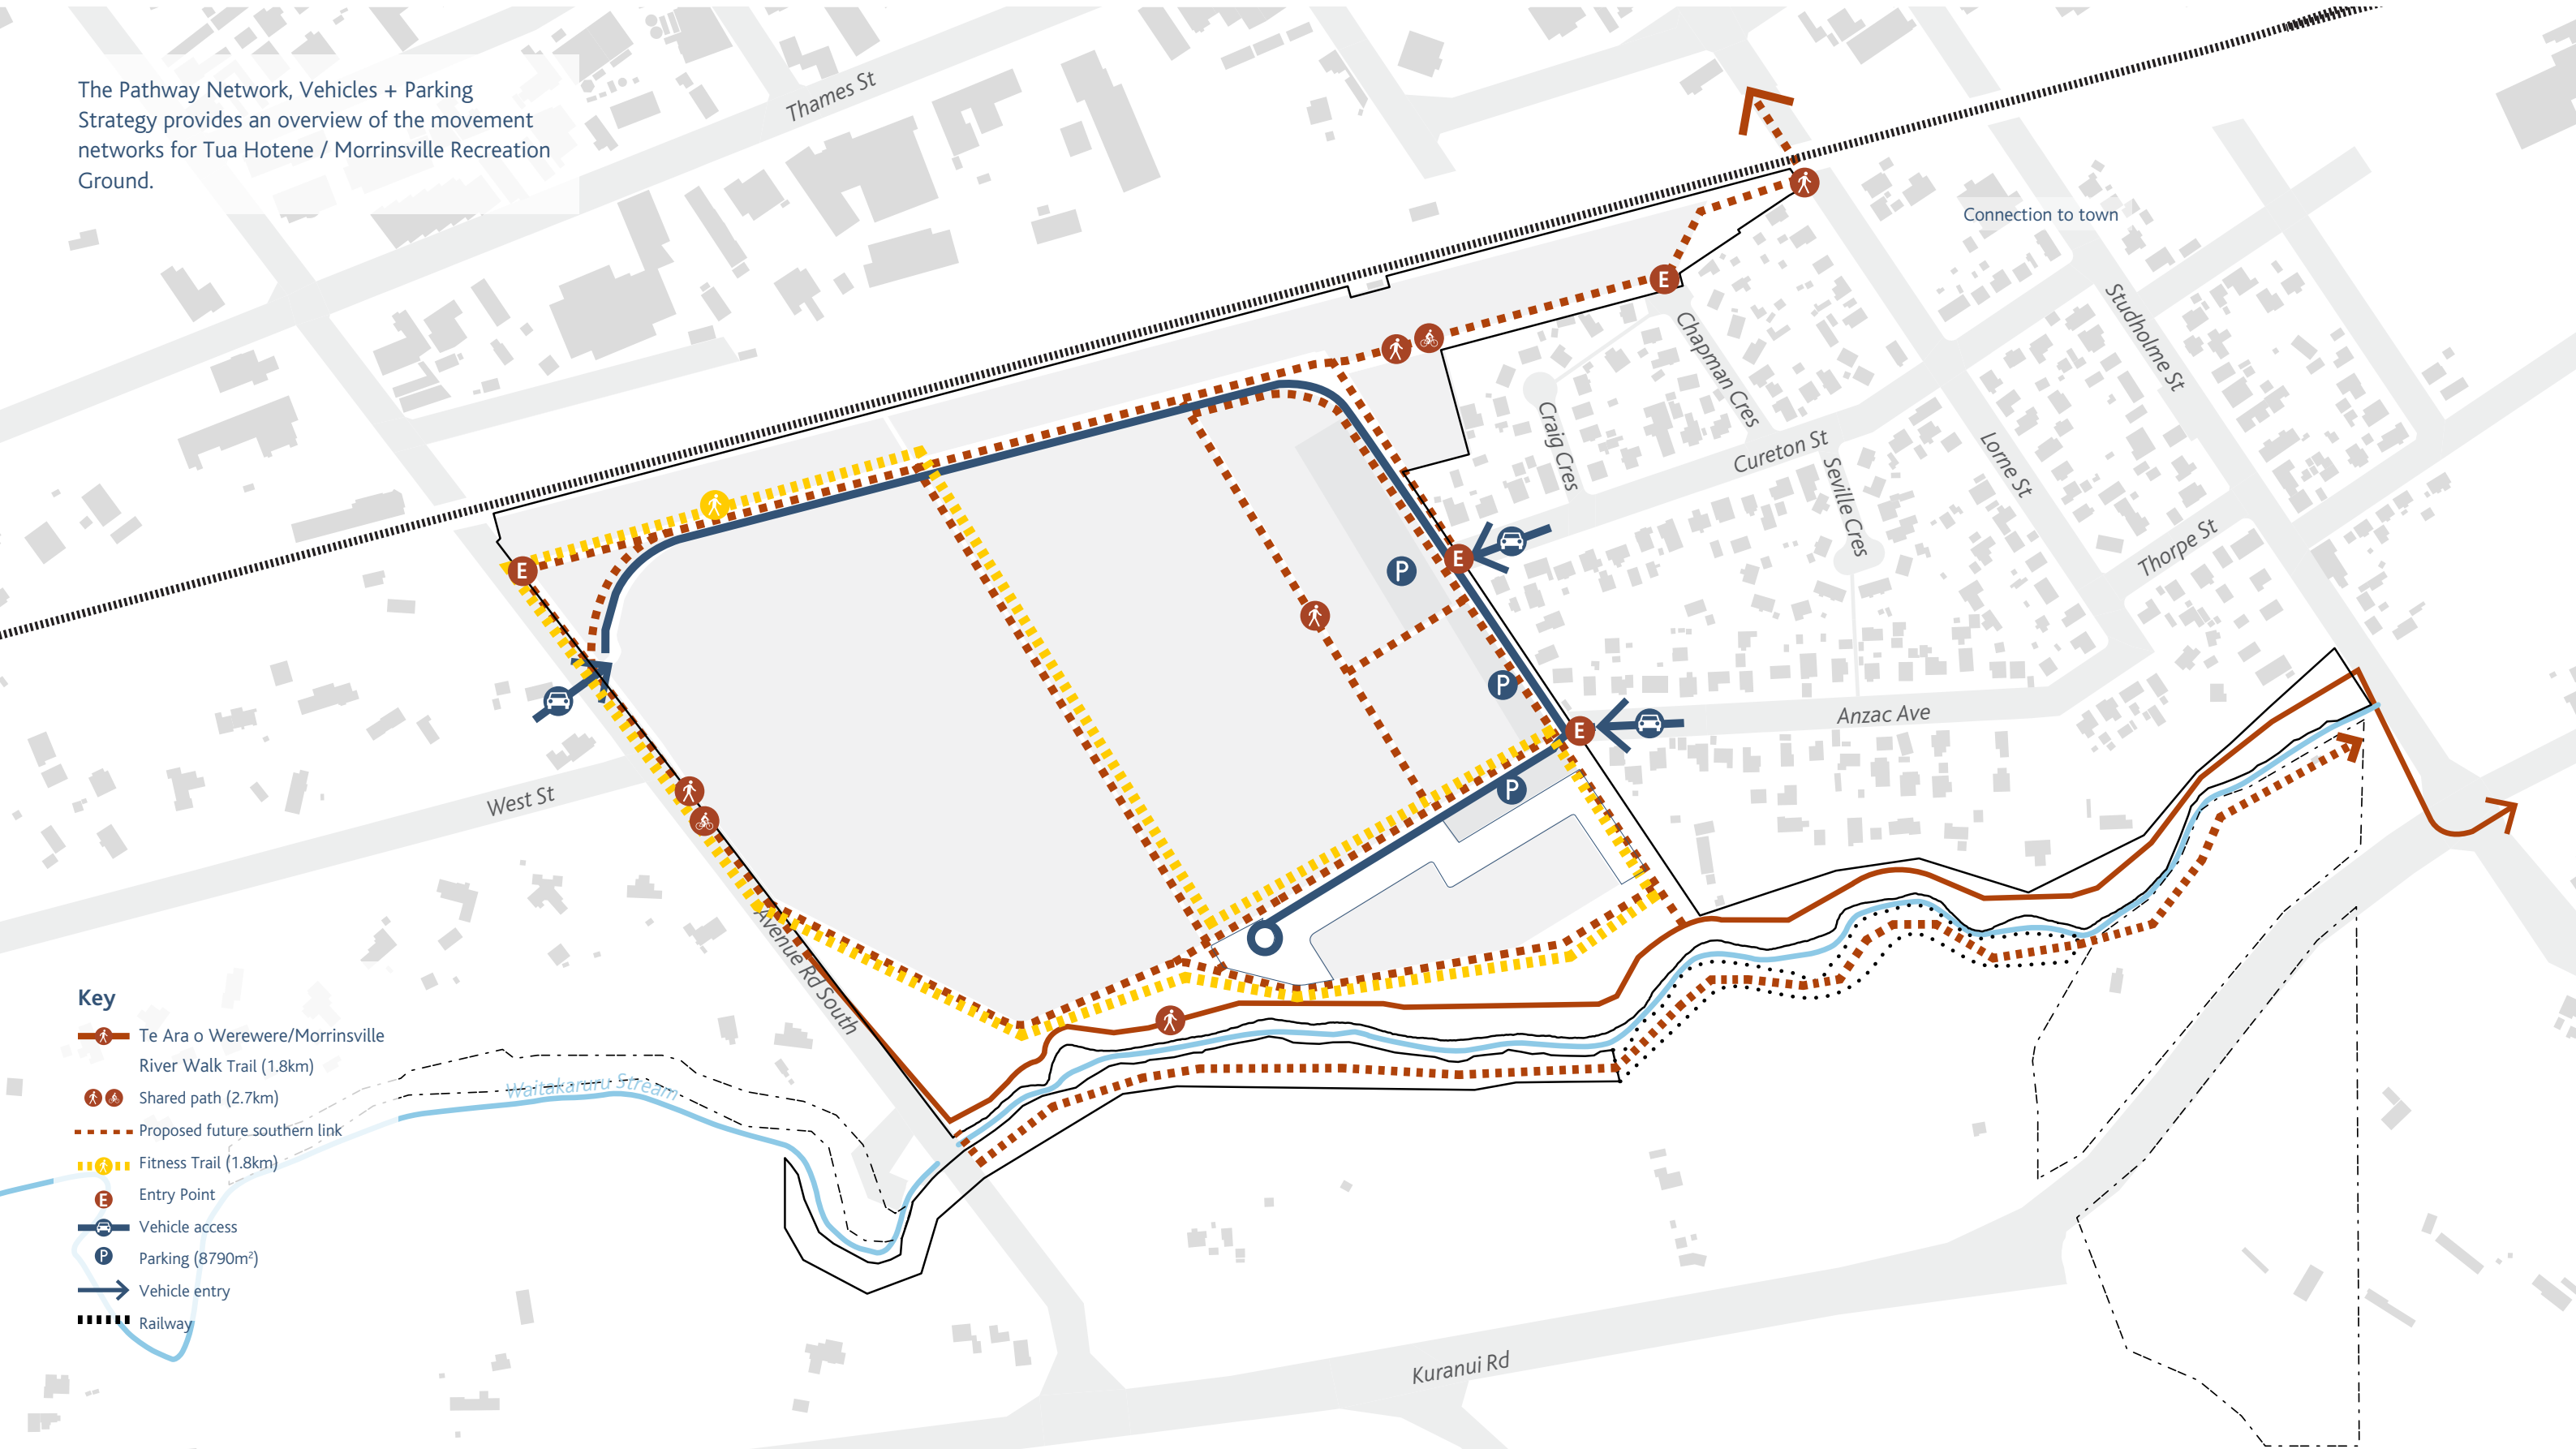 The Pathway Network, Vehicles + Parking
Strategy provides an overview of the movement
networks for Tua Hotene / Morrinsville Recreation
Ground.
Thames St
Connection to town
Studholme St
Chapman Cres
Craig Cres
Cureton St
Seville Cres
Lorne St
Thorpe St
Anzac Ave
West St
Avenue Rd South
Waitakaruru Stream
Kuranui Rd
E
E
E
E
P
P
P
Key
Te Ara o Werewere/Morrinsville
River Walk Trail (1.8km)
Shared path (2.7km)
Proposed future southern link
Fitness Trail (1.8km)
E Entry Point
Vehicle access
P Parking (8790m²)
Vehicle entry
Railway